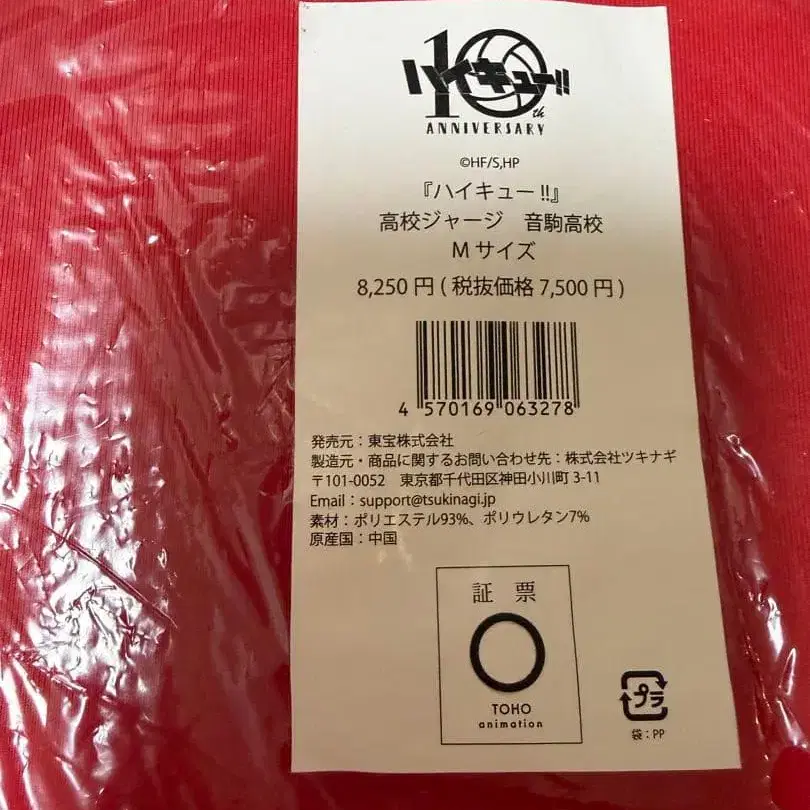 ハイキュー!!
10th
ANNIVERSARY
©HF/S,HP
『ハイキュー!!』
高校ジャージ 音駒高校
Mサイズ
8,250円(税抜価格7,500円)
4 570169 063278
発売元:東宝株式会社
製造元・商品に関するお問い合わせ先:株式会社ツキナギ
〒101-0052 東京都千代田区神田小川町3-11
Email:support@tsukinagi.jp
素材:ポリエステル93%、ポリウレタン7%
原産国:中国
証 票
TOHO
animation
プラ
袋:PP